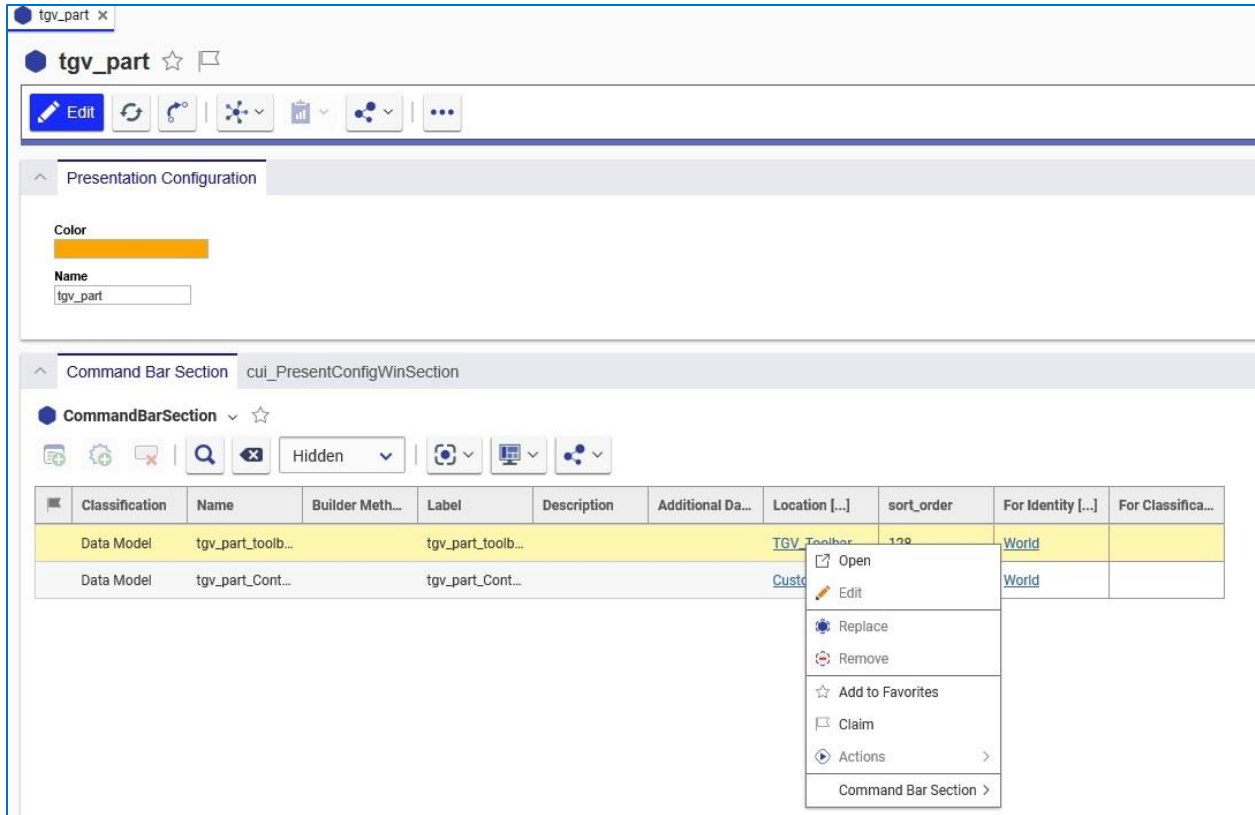 tgv_part ×
tgv_part
Edit
Presentation Configuration
Color
Name
tgv_part
Command Bar Section cui_PresentConfigWinSection
CommandBarSection
Hidden
Classification Name Builder Meth... Label Description Additional Da... Location [...] sort_order For Identity [...] For Classifica...
Data Model tgv_part_toolb... tgv_part_toolb... TGV_Toolbar 128 World
Data Model tgv_part_Cont... tgv_part_Cont... Custo World
Open
Edit
Replace
Remove
Add to Favorites
Claim
Actions
Command Bar Section